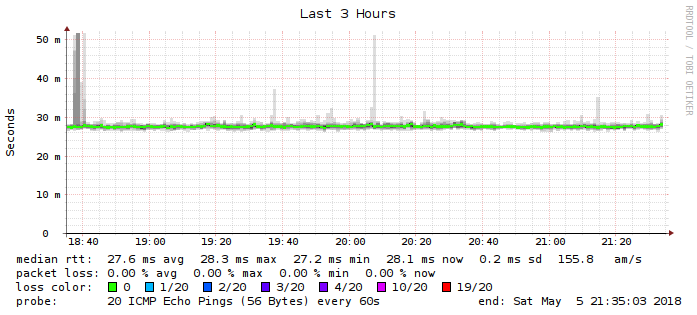 Last 3 Hours
RRDTOOL / TOBI OETIKER
Seconds
50 m
40 m
30 m
20 m
10 m
0
18:40 19:00 19:20 19:40 20:00 20:20 20:40 21:00 21:20
median rtt: 27.6 ms avg 28.3 ms max 27.2 ms min 28.1 ms now 0.2 ms sd 155.8 am/s
packet loss: 0.00 % avg 0.00 % max 0.00 % min 0.00 % now
loss color: 0 1/20 2/20 3/20 4/20 10/20 19/20
probe: 20 ICMP Echo Pings (56 Bytes) every 60s end: Sat May 5 21:35:03 2018